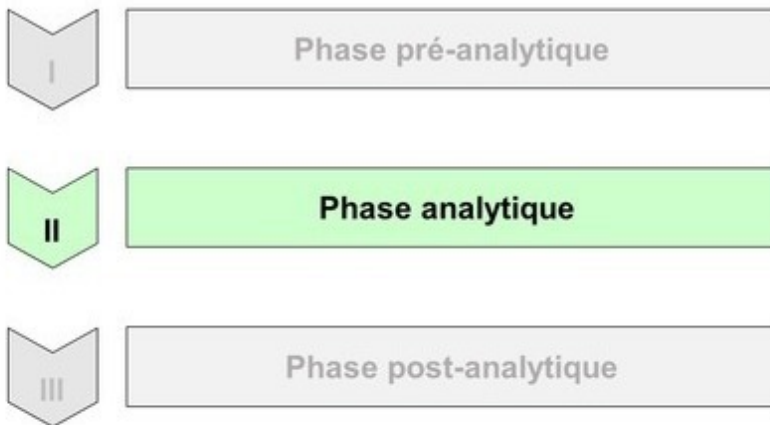 I
Phase pré-analytique
II
Phase analytique
III
Phase post-analytique